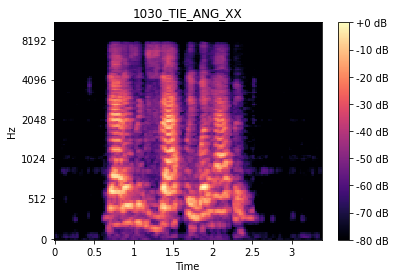 1030_TIE_ANG_XX
Hz
8192
4096
2048
1024
512
0
0
0.5
1
1.5
2
2.5
3
Time
+0 dB
-10 dB
-20 dB
-30 dB
-40 dB
-50 dB
-60 dB
-70 dB
-80 dB